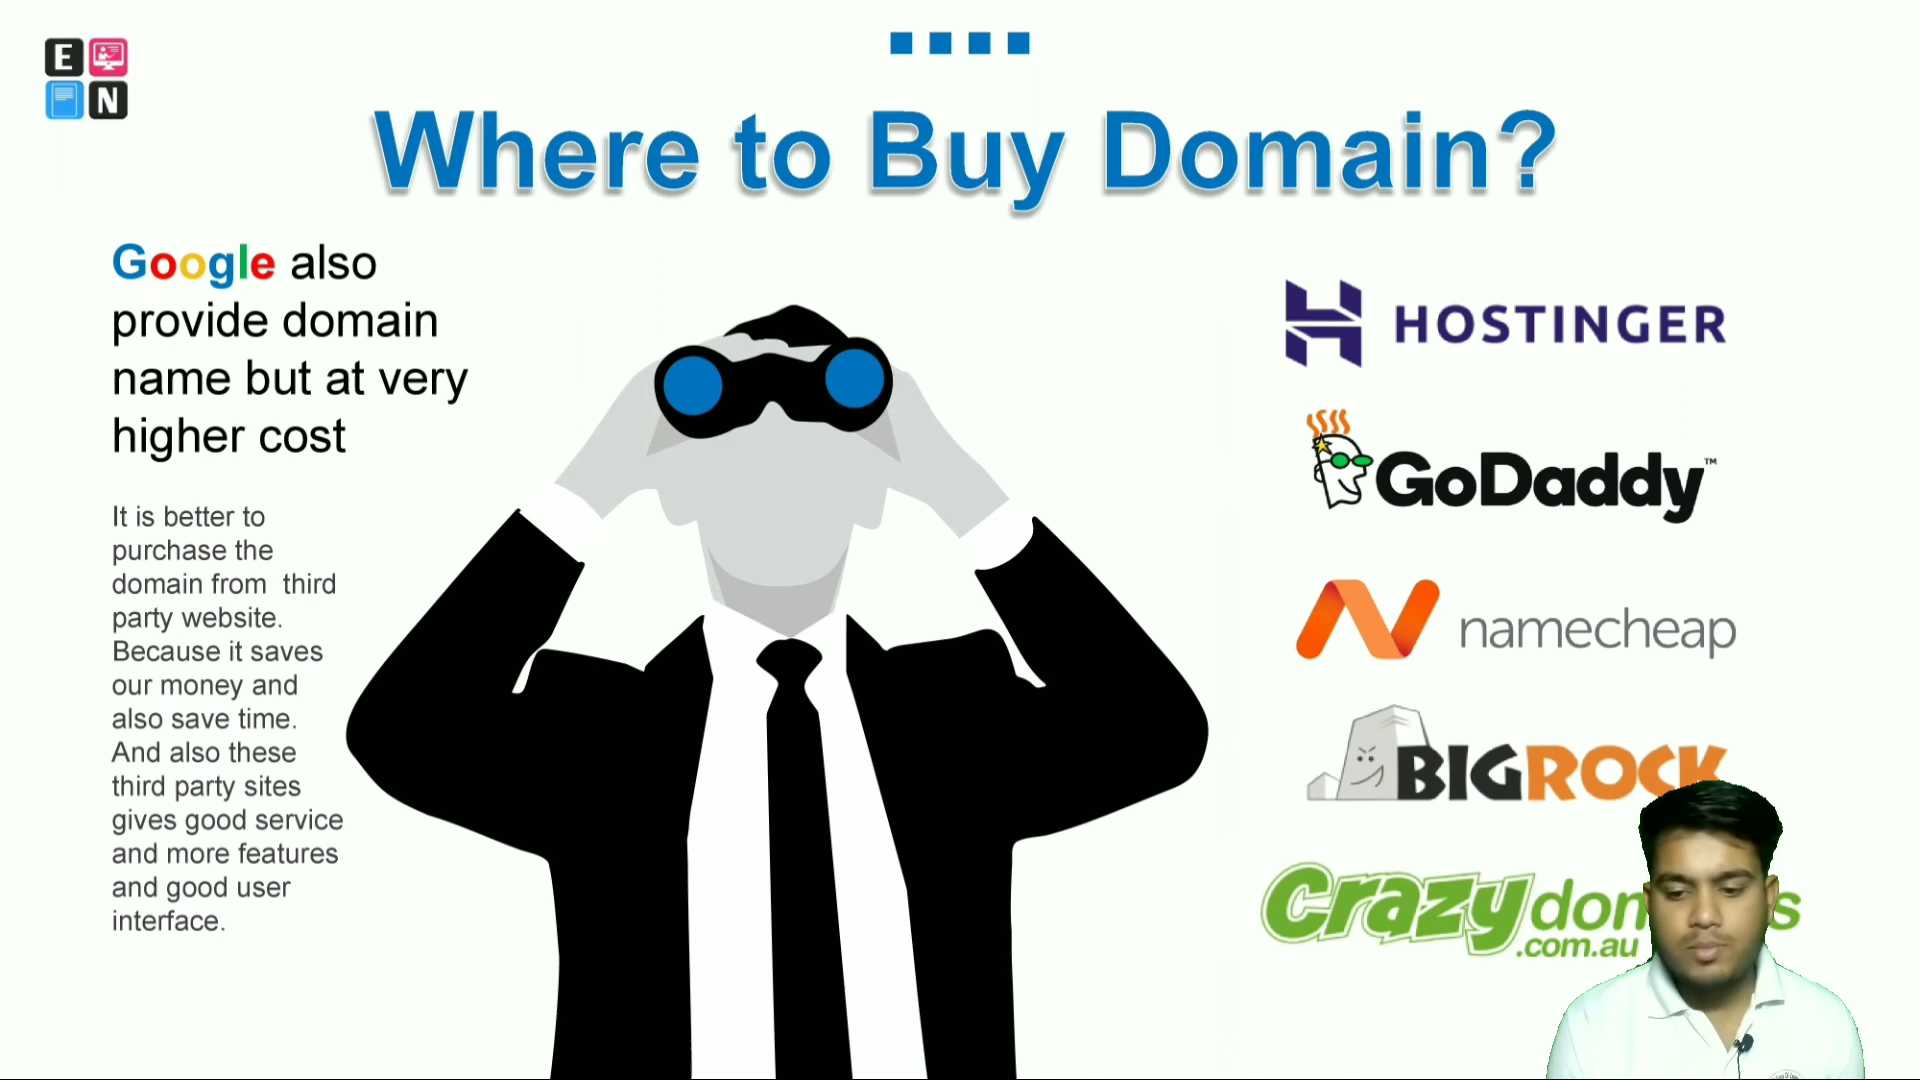 E
N
Where to Buy Domain?
Google also
provide domain
name but at very
higher cost
It is better to
purchase the
domain from third
party website.
Because it saves
our money and
also save time.
And also these
third party sites
gives good service
and more features
and good user
interface.
HOSTINGER
GoDaddy™
namecheap
BIGROCK
Crazy
.com.au